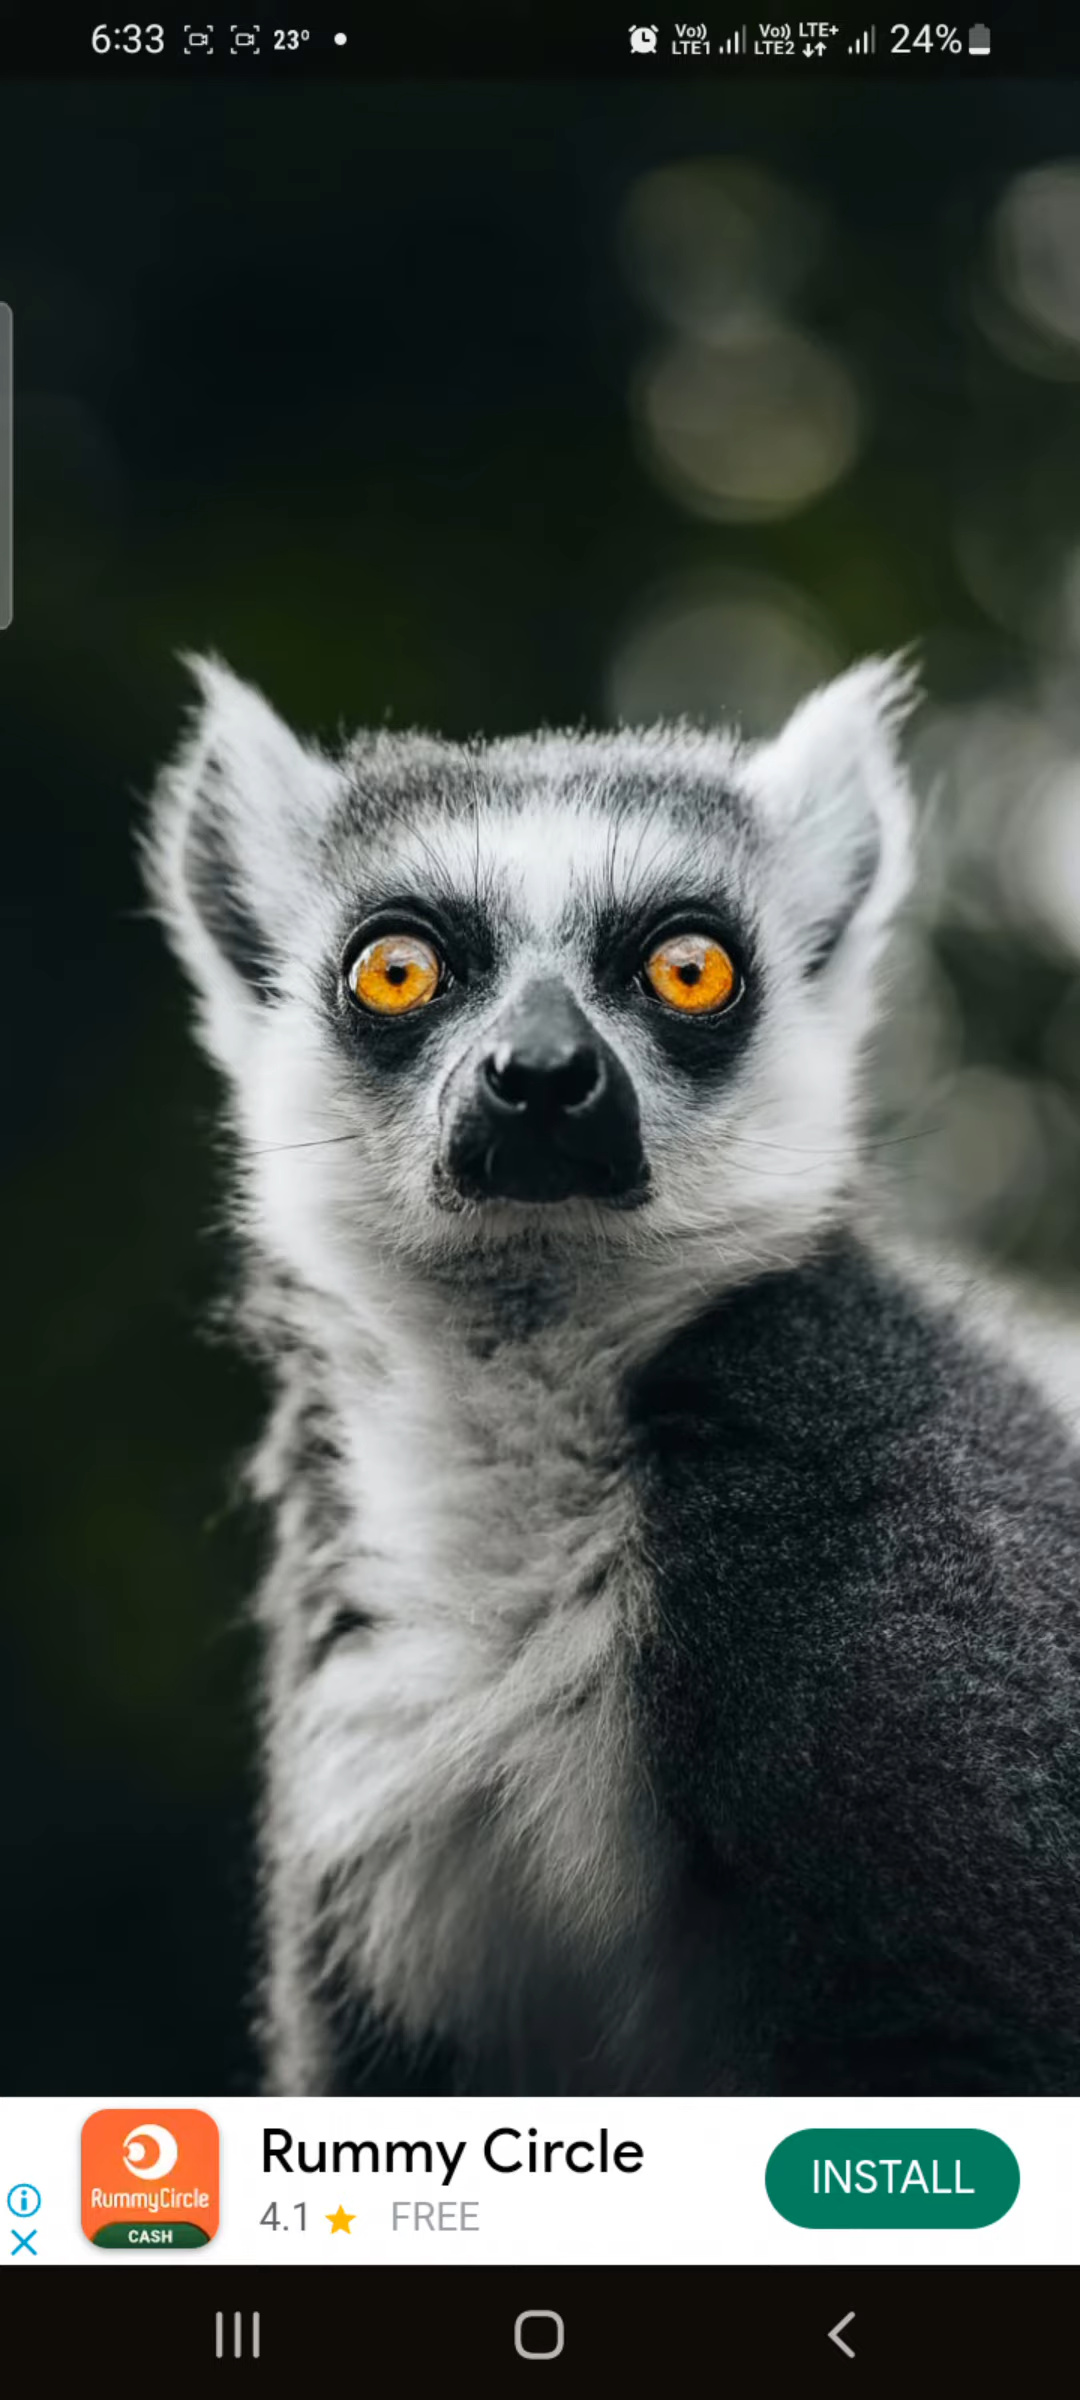 6:33 23° Vo)) LTE1 Vo)) LTE2 LTE+ 24%
Rummy Circle
4.1 FREE
INSTALL
RummyCircle
CASH